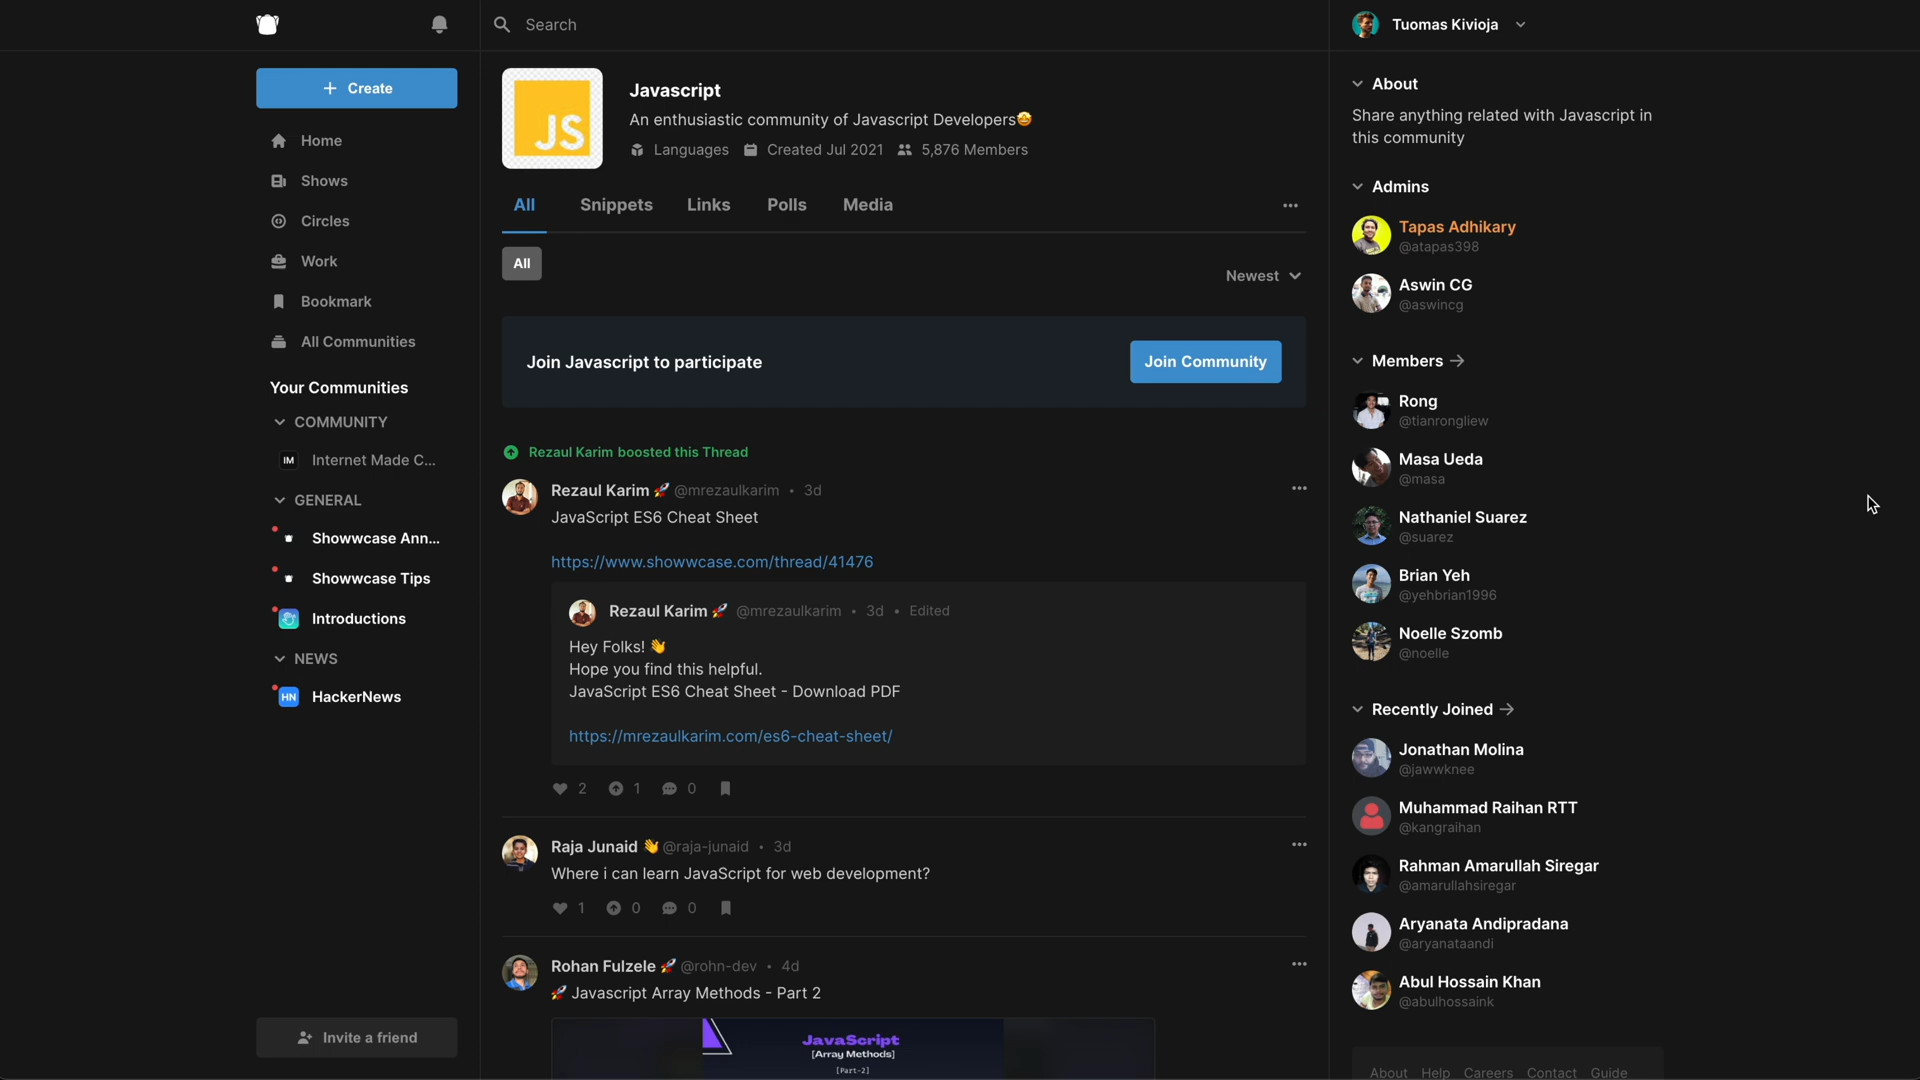 Search
Tuomas Kivioja
Create
Home
Shows
Circles
Work
Bookmark
All Communities
Your Communities
COMMUNITY
IM Internet Made C...
GENERAL
Showwcase Ann...
Showwcase Tips
Introductions
NEWS
HN HackerNews
Invite a friend
JS
Javascript
An enthusiastic community of Javascript Developers🤩
Languages Created Jul 2021 5,876 Members
All Snippets Links Polls Media
All
Newest
Join Javascript to participate
Join Community
Rezaul Karim boosted this Thread
Rezaul Karim 🚀 @mrezaulkarim • 3d
JavaScript ES6 Cheat Sheet
https://www.showwcase.com/thread/41476
Rezaul Karim 🚀 @mrezaulkarim • 3d • Edited
Hey Folks! 👋
Hope you find this helpful.
JavaScript ES6 Cheat Sheet - Download PDF
https://mrezaulkarim.com/es6-cheat-sheet/
2 1 0
Raja Junaid 👋 @raja-junaid • 3d
Where i can learn JavaScript for web development?
1 0 0
Rohan Fulzele 🚀 @rohn-dev • 4d
🚀 Javascript Array Methods - Part 2
JavaScript
[Array Methods]
[Part-2]
About
Share anything related with Javascript in
this community
Admins
Tapas Adhikary
@atapas398
Aswin CG
@aswincg
Members
Rong
@tianrongliew
Masa Ueda
@masa
Nathaniel Suarez
@suarez
Brian Yeh
@yehbrian1996
Noelle Szomb
@noelle
Recently Joined
Jonathan Molina
@jawwknee
Muhammad Raihan RTT
@kangraihan
Rahman Amarullah Siregar
@amarullahsiregar
Aryanata Andipradana
@aryanataandi
Abul Hossain Khan
@abulhossaink
About Help Careers Contact Guide